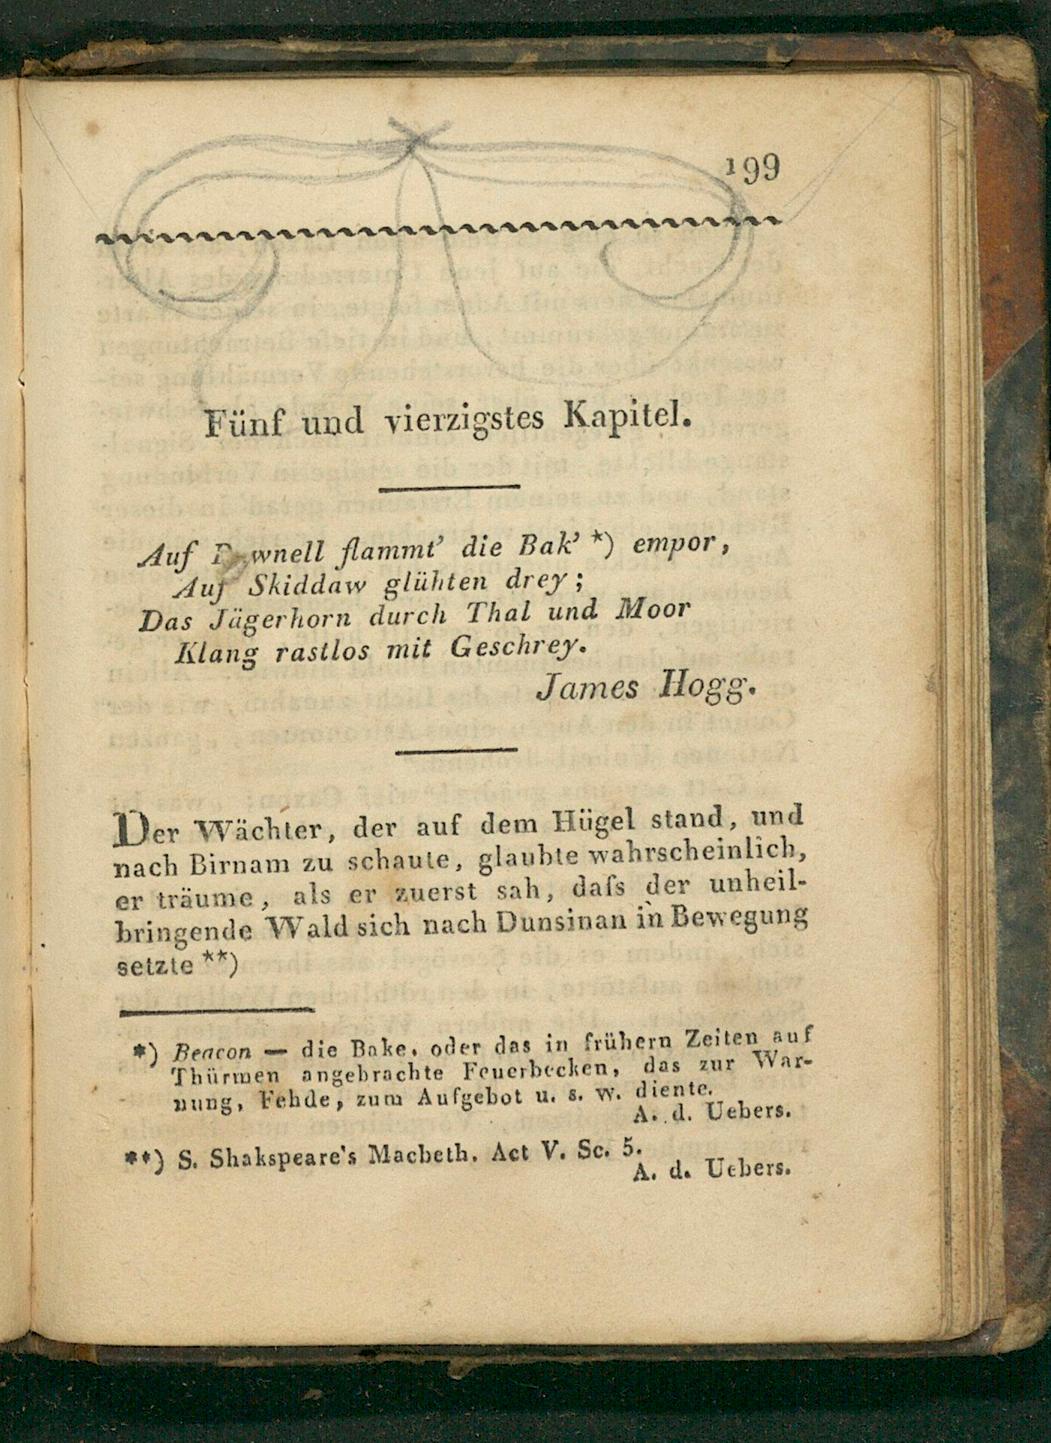 199
Fünf und vierzigstes Kapitel.
Auf flammt' die Bak' *) empor,
Auf Skiddaw glühten drey;
Das Jägerhorn durch Thal und Moor
Klang rastlos mit Geschrey.
James Hogg.
Der Wächter, der auf dem Hügel stand, und
nach Birnam zu schaute, glaubte wahrscheinlich,
er träume, als er zuerst sah, daſs der unheil-
bringende Wald sich nach Dunsinan in Bewegung
setzte **)
*) Beacon — die Bake, oder das in frühern Zeiten auf
Thürmen angebrachte Feuerbecken, das zur War-
nung, Fehde, zum Aufgebot u. s. w. diente.
A. d. Uebers.
**) S. Shakspeare's Macbeth. Act V. Sc. 5.
A. d. Uebers.